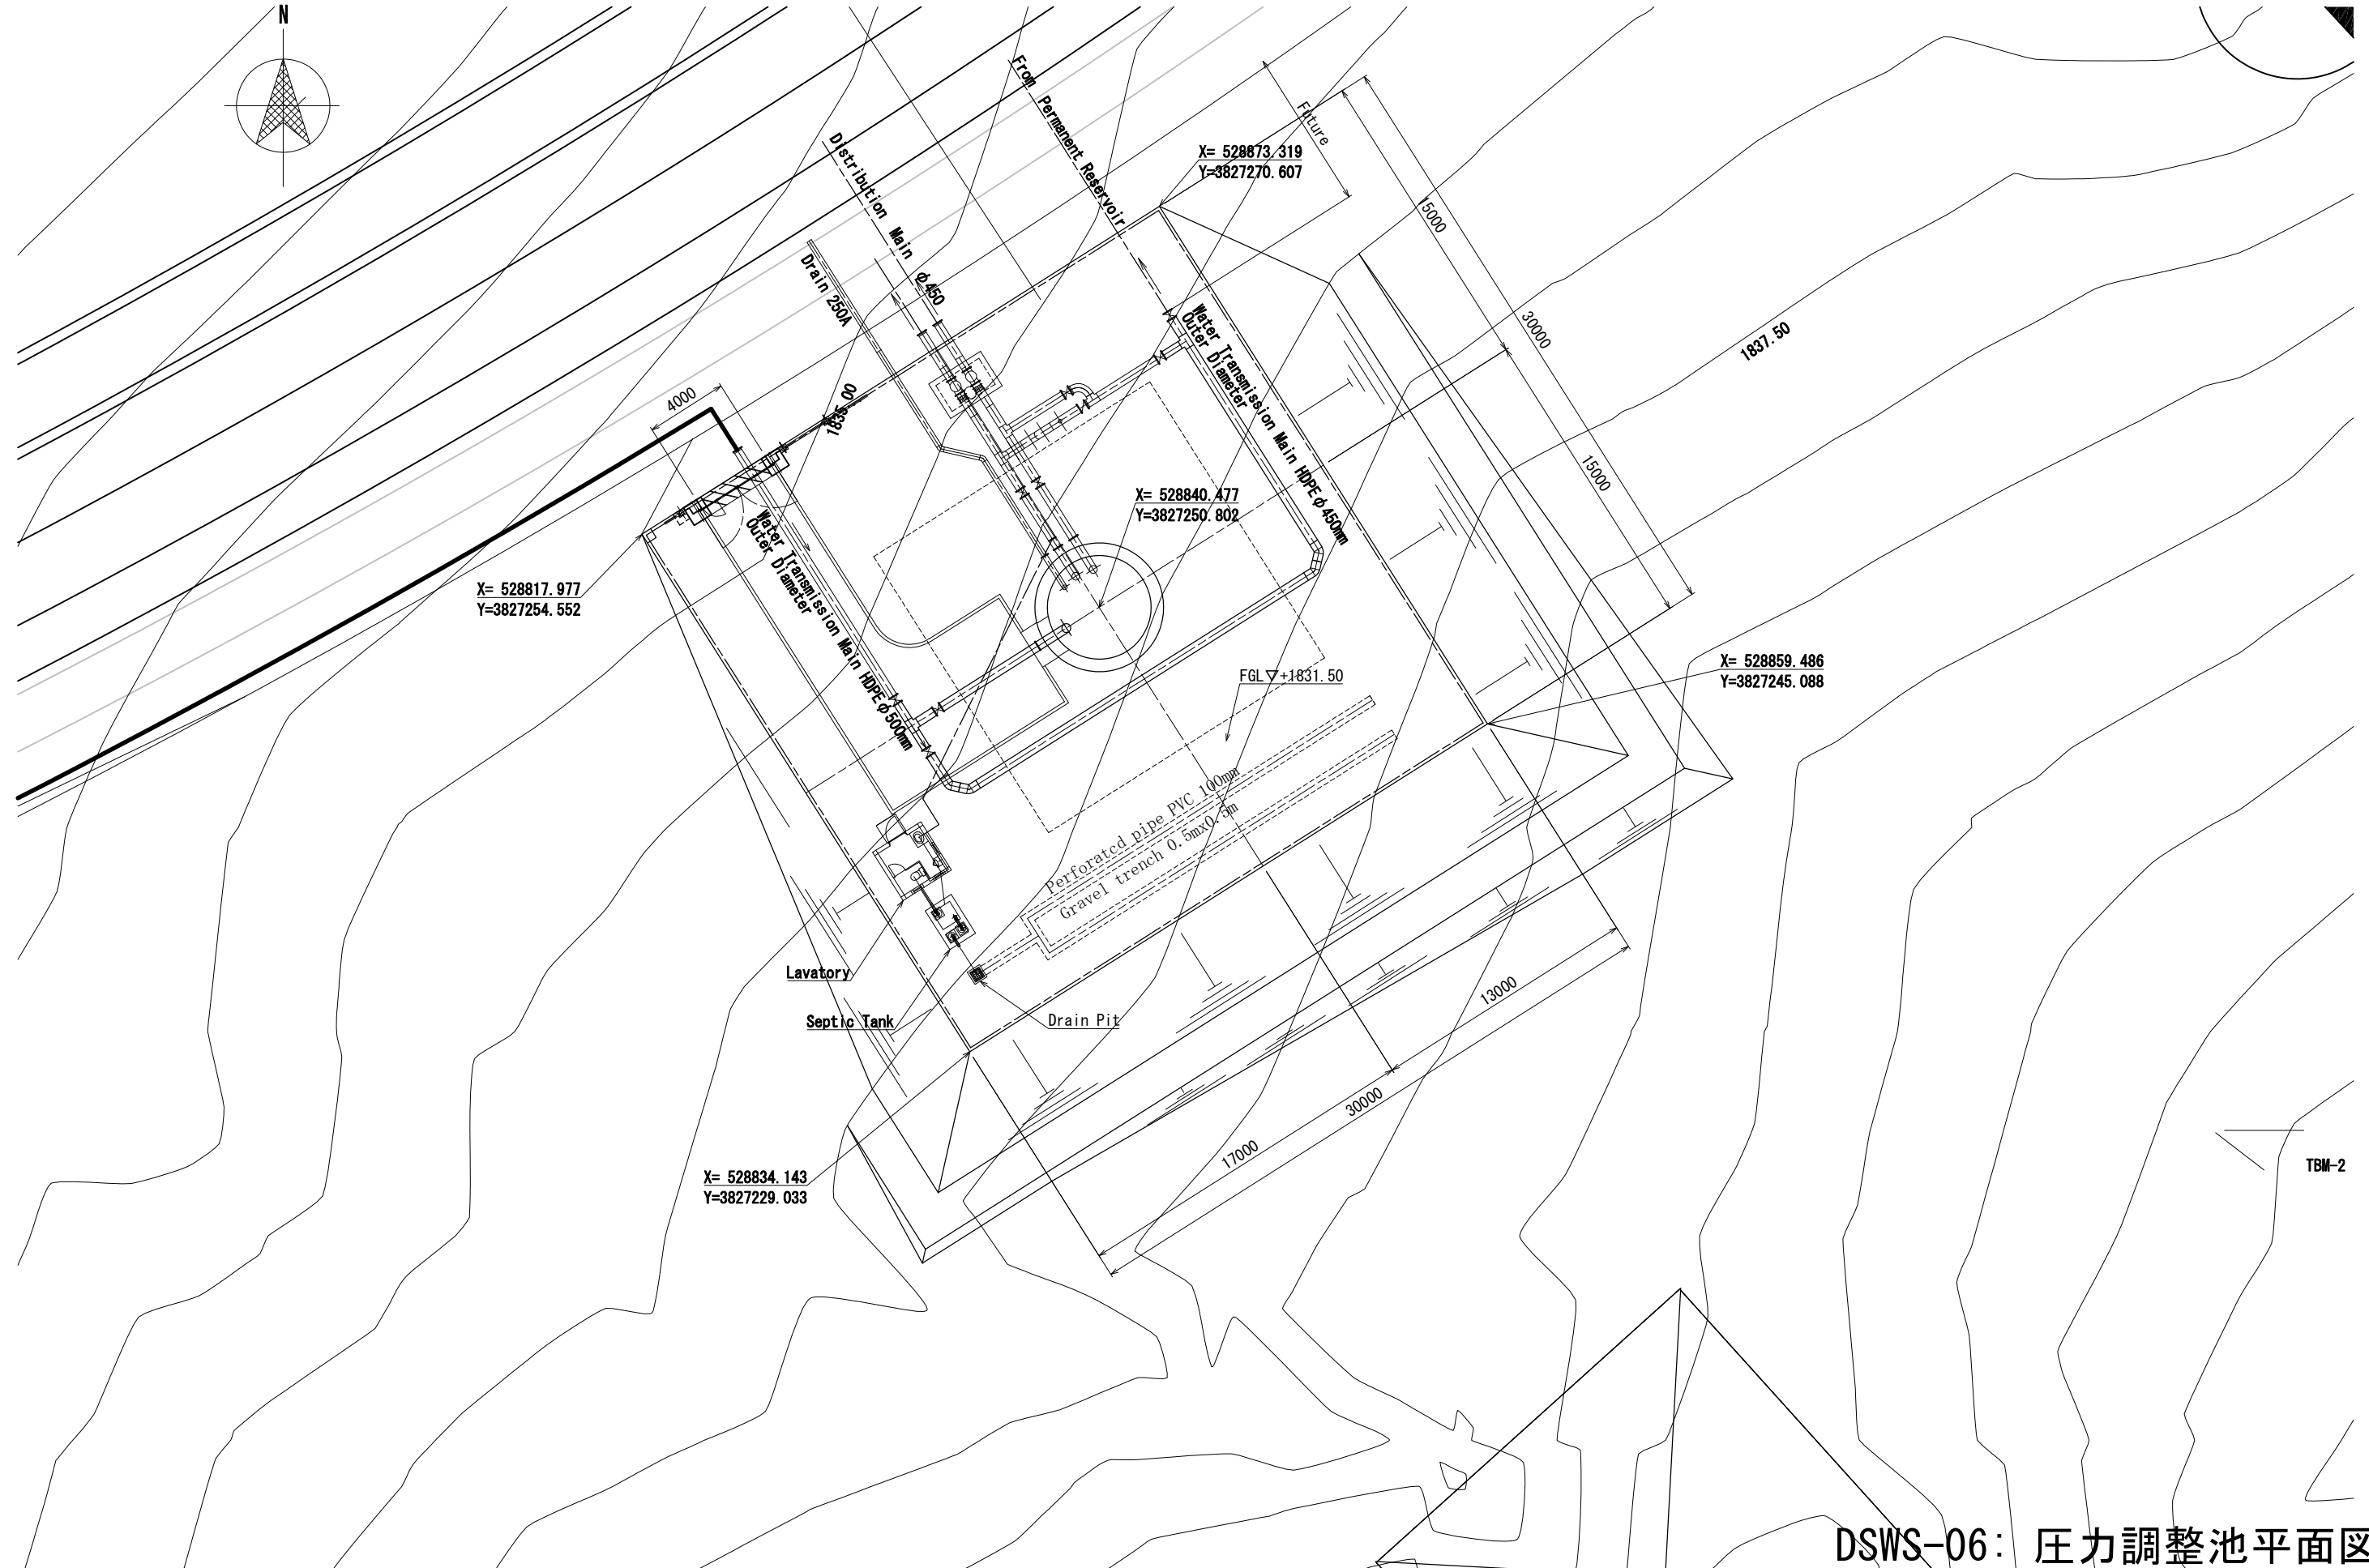 N
From Permanent Reservoir
Distribution Main φ450
Future
Drain 250A
X= 528873.319
Y=3827270.607
15000
30000
1837.50
Water Transmission Main HDPEφ450mm
Outer Diameter
4000
1835.00
15000
X= 528840.477
Y=3827250.802
Water Transmission Main HDPEφ500mm
Outer Diameter
X= 528817.977
Y=3827254.552
X= 528859.486
Y=3827245.088
FGL▽+1831.50
Perforated pipe PVC 100mm
Gravel trench 0.5mx0.5m
Lavatory
Septic Tank
Drain Pit
13000
30000
17000
X= 528834.143
Y=3827229.033
TBM-2
DSWS-06: 圧力調整池平面図